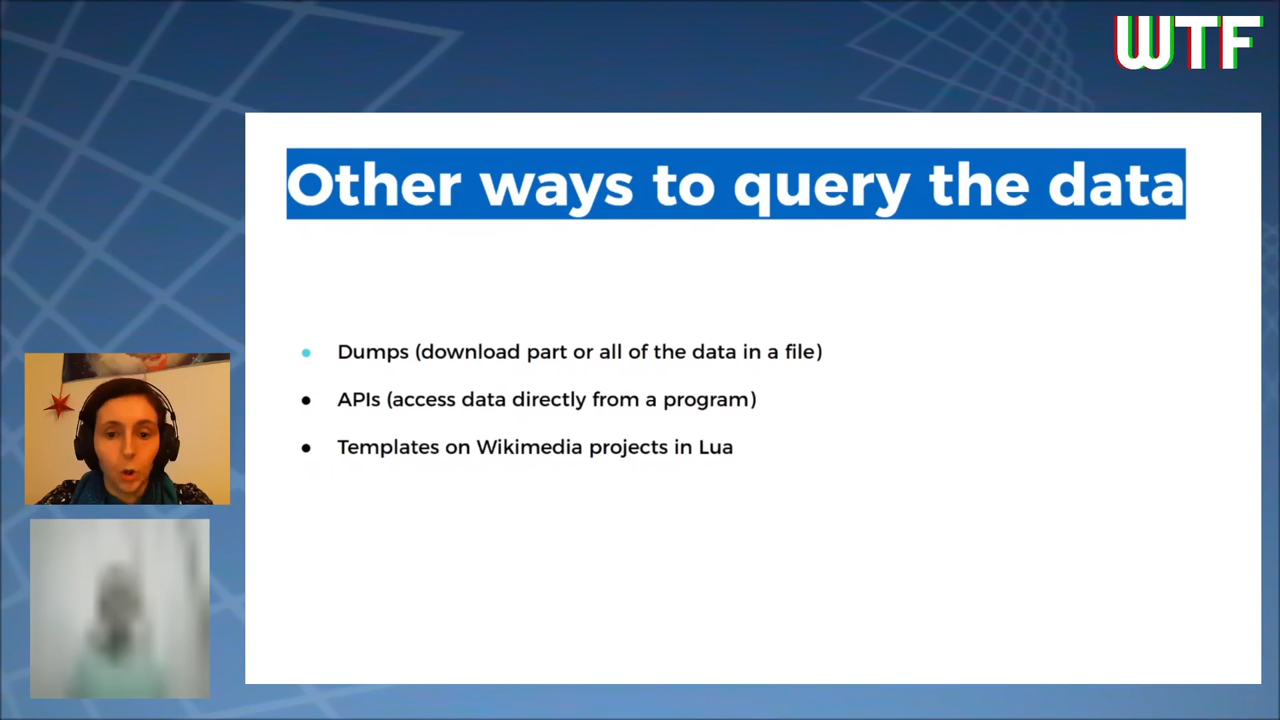 WTF
Other ways to query the data
Dumps (download part or all of the data in a file)
APIs (access data directly from a program)
Templates on Wikimedia projects in Lua